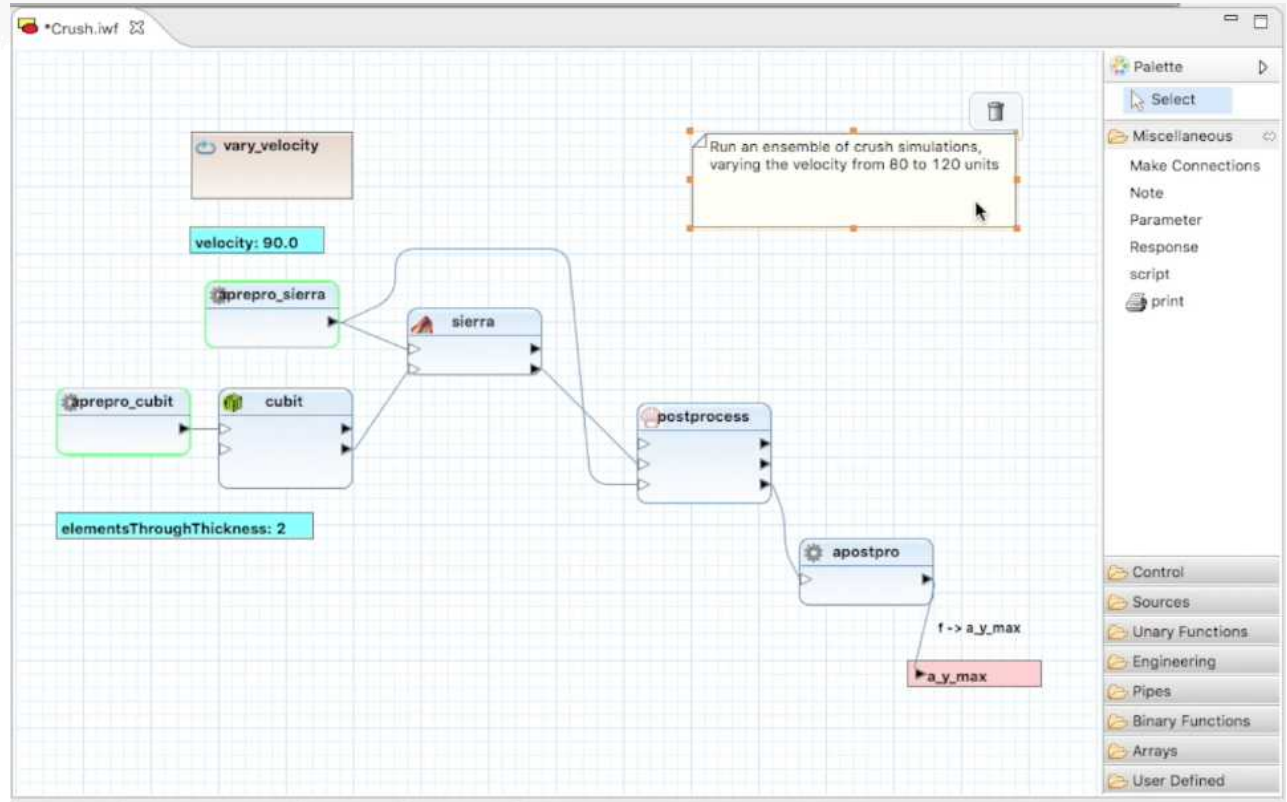 *Crush.iwf
Palette
Select
Miscellaneous
Make Connections
Note
Parameter
Response
script
print
Control
Sources
Unary Functions
Engineering
Pipes
Binary Functions
Arrays
User Defined
vary_velocity
Run an ensemble of crush simulations,
varying the velocity from 80 to 120 units
velocity: 90.0
aprepro_sierra
sierra
aprepro_cubit
cubit
postprocess
elementsThroughThickness: 2
apostpro
f -> a_y_max
a_y_max